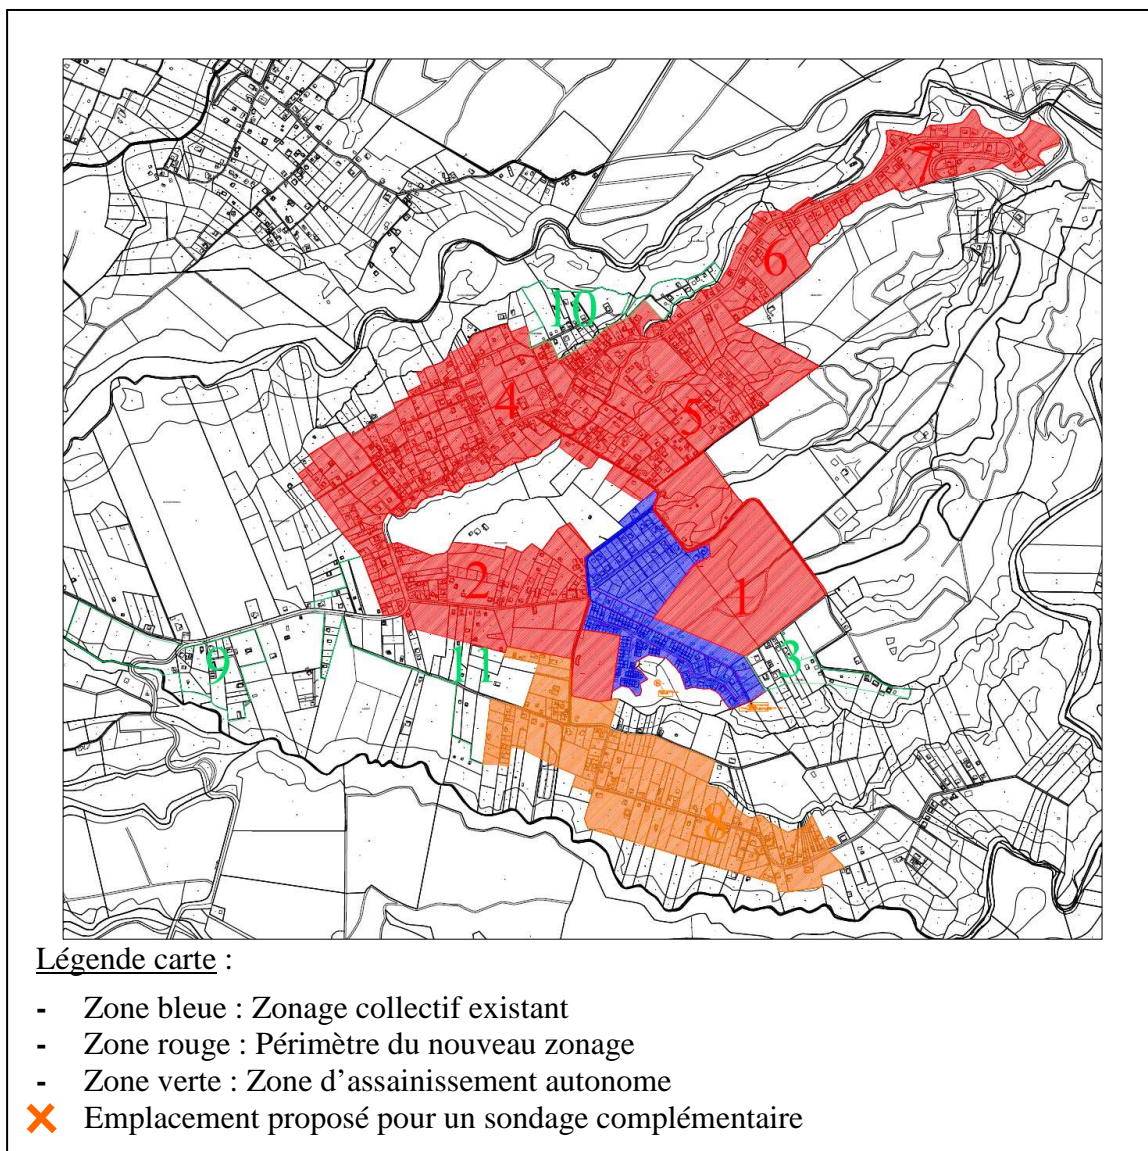 7
6
10
4
5
2
1
3
9
11
8
Légende carte :
- Zone bleue : Zonage collectif existant
- Zone rouge : Périmètre du nouveau zonage
- Zone verte : Zone d’assainissement autonome
Emplacement proposé pour un sondage complémentaire